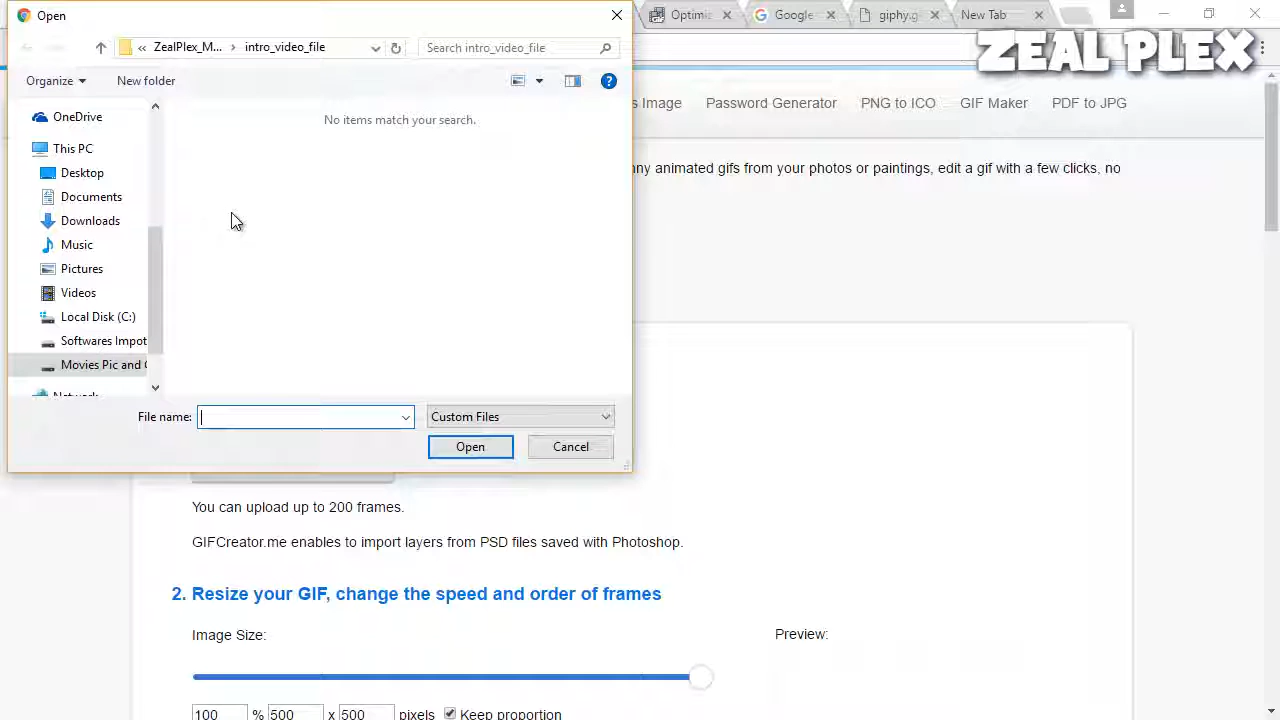 Open
Optimi
Google
giphy.g
New Tab
« ZealPlex_M... > intro_video_file
Search intro_video_file
ZEAL PLEX
Organize
New folder
s Image
Password Generator
PNG to ICO
GIF Maker
PDF to JPG
OneDrive
No items match your search.
This PC
Desktop
ny animated gifs from your photos or paintings, edit a gif with a few clicks, no
Documents
Downloads
Music
Pictures
Videos
Local Disk (C:)
Softwares Impot
Movies Pic and
Network
File name:
Custom Files
Open
Cancel
You can upload up to 200 frames.
GIFCreator.me enables to import layers from PSD files saved with Photoshop.
2. Resize your GIF, change the speed and order of frames
Image Size:
Preview:
100 % 500 x 500 pixels Keep proportion